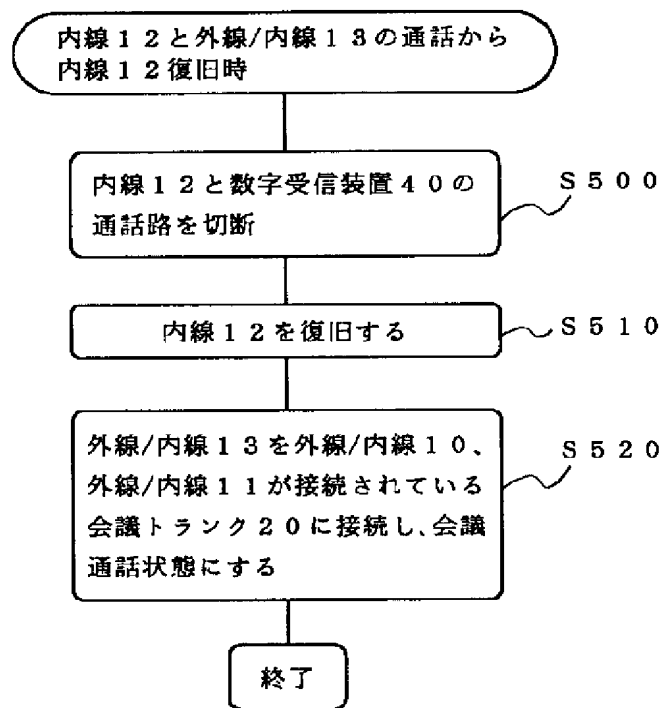 内線１２と外線/内線１３の通話から
内線１２復旧時
内線１２と数字受信装置４０の
通話路を切断
Ｓ５００
内線１２を復旧する
Ｓ５１０
外線/内線１３を外線/内線１０、
外線/内線１１が接続されている
会議トランク２０に接続し、会議
通話状態にする
Ｓ５２０
終了